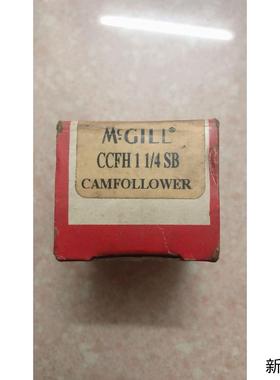 McGILL®
CCFH 1 1/4 SB
CAMFOLLOWER
新